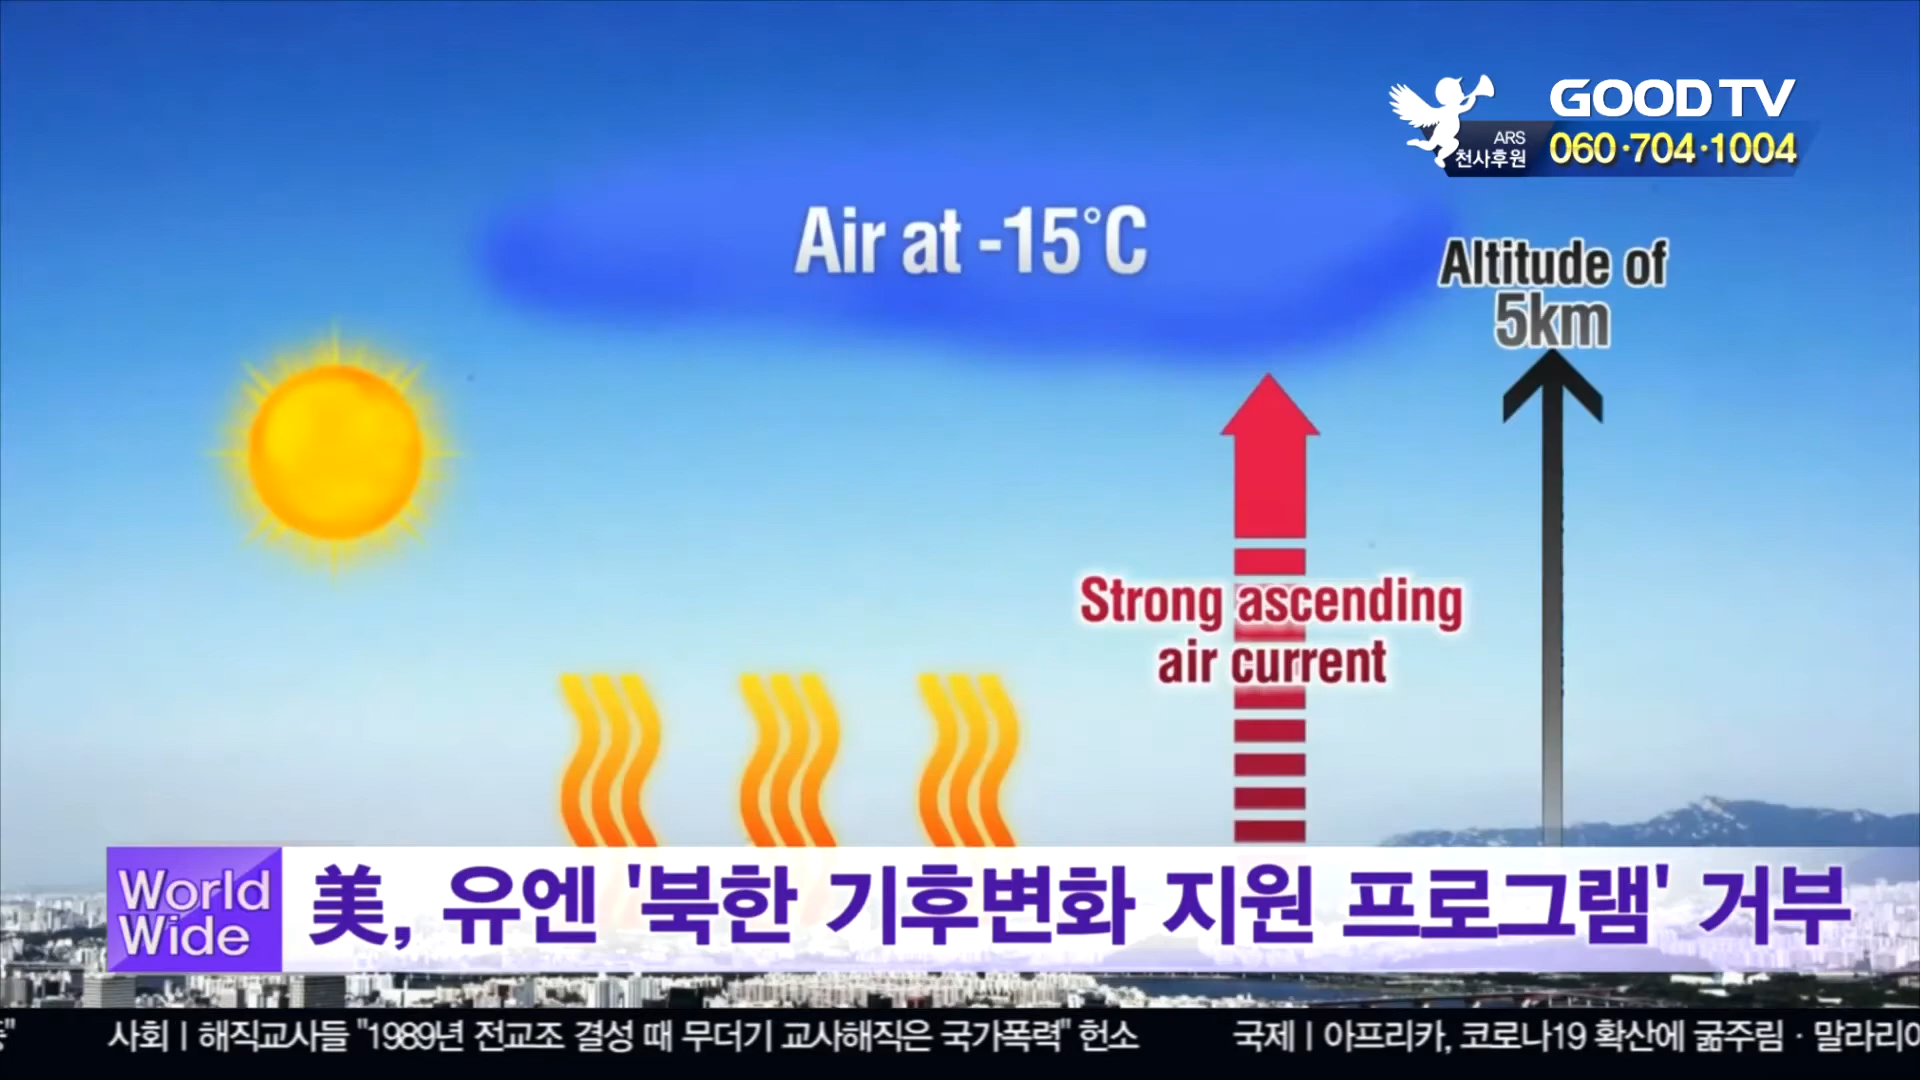 GOOD TV
ARS
천사후원
060·704·1004
Air at -15°C
Altitude of
5km
Strong ascending
air current
World
Wide
美, 유엔 '북한 기후변화 지원 프로그램' 거부
사회 | 해직교사들 "1989년 전교조 결성 때 무더기 교사해직은 국가폭력" 헌소
국제 | 아프리카, 코로나19 확산에 굶주림·말라리아